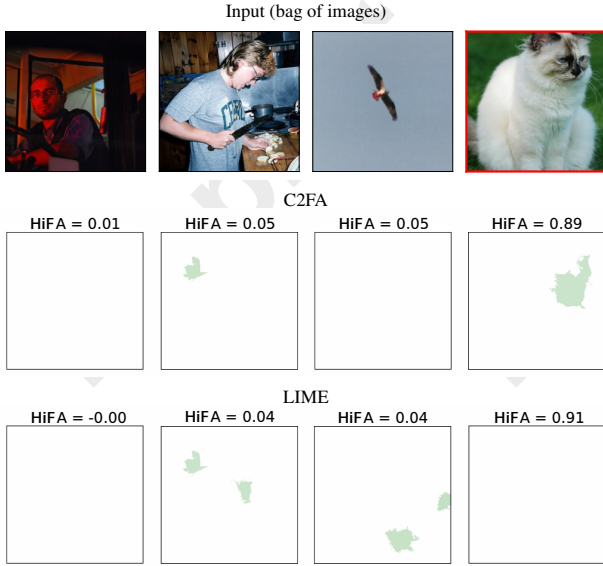 Input (bag of images)
C2FA
HiFA = 0.01 HiFA = 0.05 HiFA = 0.05 HiFA = 0.89
LIME
HiFA = -0.00 HiFA = 0.04 HiFA = 0.04 HiFA = 0.91